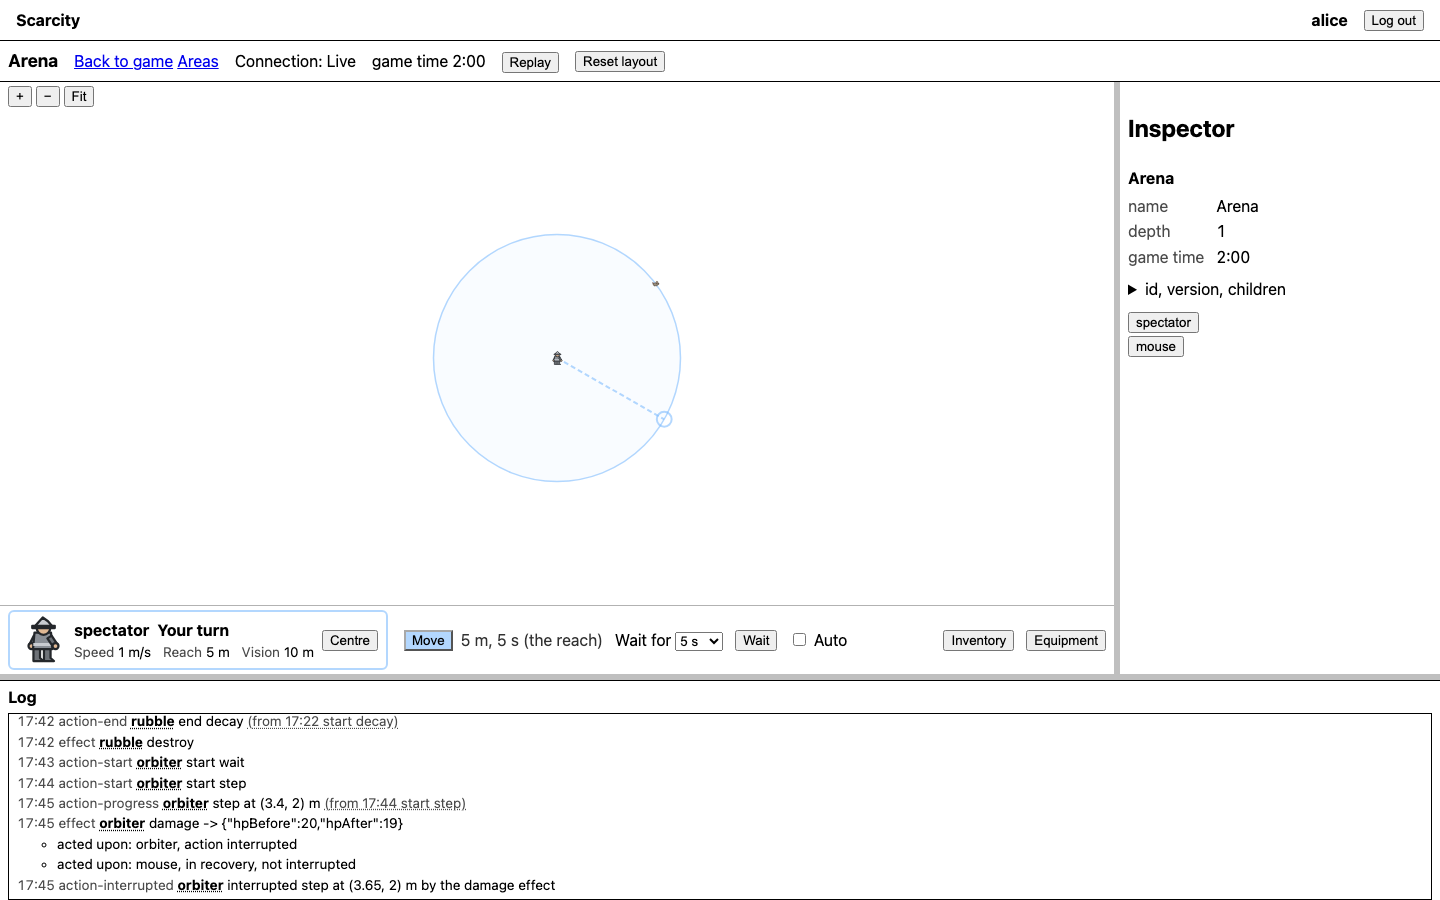 Scarcity
alice Log out
Arena Back to game Areas Connection: Live game time 2:00 Replay Reset layout
+ − Fit
Inspector
Arena
name Arena
depth 1
game time 2:00
▶ id, version, children
spectator
mouse
spectator Your turn
Speed 1 m/s Reach 5 m Vision 10 m
Centre
Move 5 m, 5 s (the reach) Wait for 5 s Wait Auto
Inventory Equipment
Log
17:42 action-end rubble end decay (from 17:22 start decay)
17:42 effect rubble destroy
17:43 action-start orbiter start wait
17:44 action-start orbiter start step
17:45 action-progress orbiter step at (3.4, 2) m (from 17:44 start step)
17:45 effect orbiter damage -> {"hpBefore":20,"hpAfter":19}
acted upon: orbiter, action interrupted
acted upon: mouse, in recovery, not interrupted
17:45 action-interrupted orbiter interrupted step at (3.65, 2) m by the damage effect